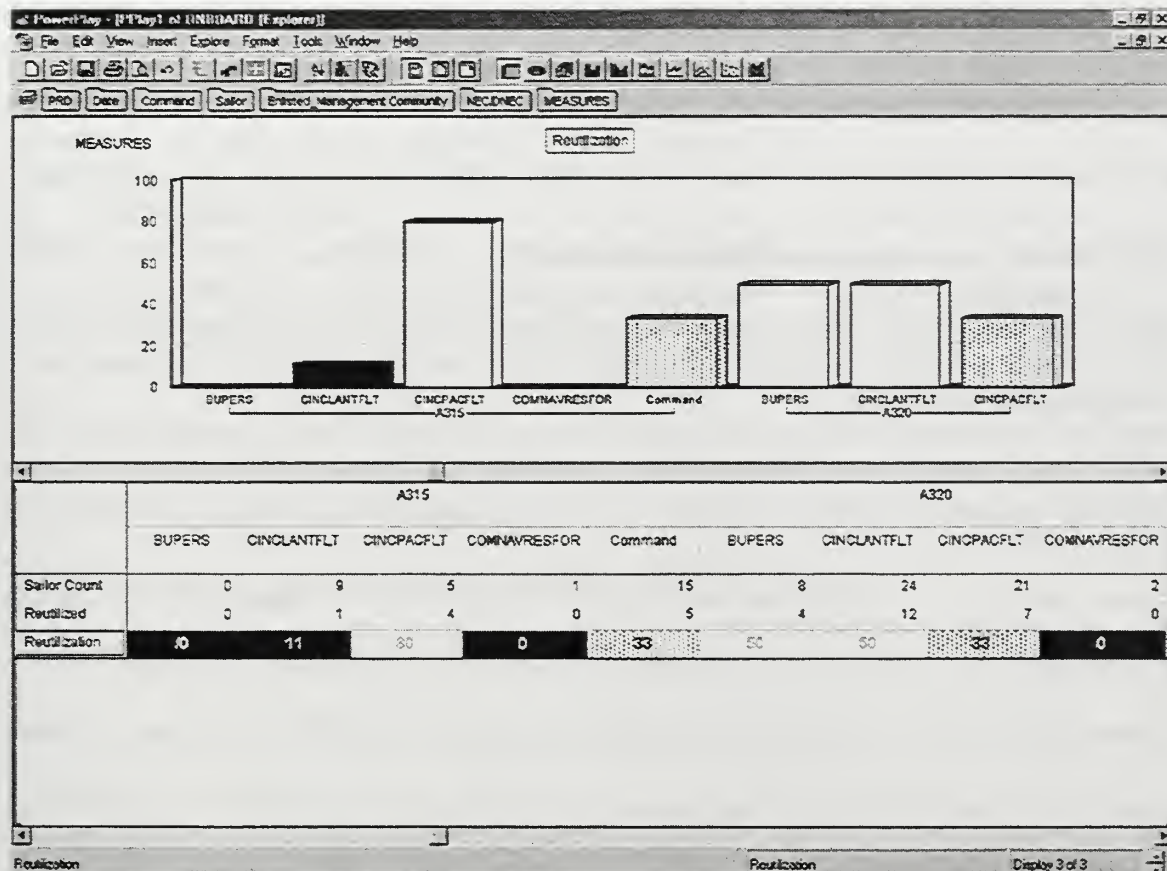 PowerPlay - [PPlay1 of ONBOARD [Explorer]]
File Edit View Insert Explore Format Tools Window Help
PRD Date Command Sailor Enlisted_Management Community NEC/DNEC MEASURES
MEASURES Reutilization
100
80
60
40
20
0
BUPERS CINCLANTFLT CINCPACFLT COMNAVRESFOR Command BUPERS CINCLANTFLT CINCPACFLT
A315 A320
A315 A320
BUPERS CINCLANTFLT CINCPACFLT COMNAVRESFOR Command BUPERS CINCLANTFLT CINCPACFLT COMNAVRESFOR
Sailor Count 0 9 5 1 15 8 24 21 2
Reutilized 0 1 4 0 5 4 12 7 0
Reutilization 0 11 80 0 33 50 50 33 0
Reutilization Reutilization Display 3 of 3